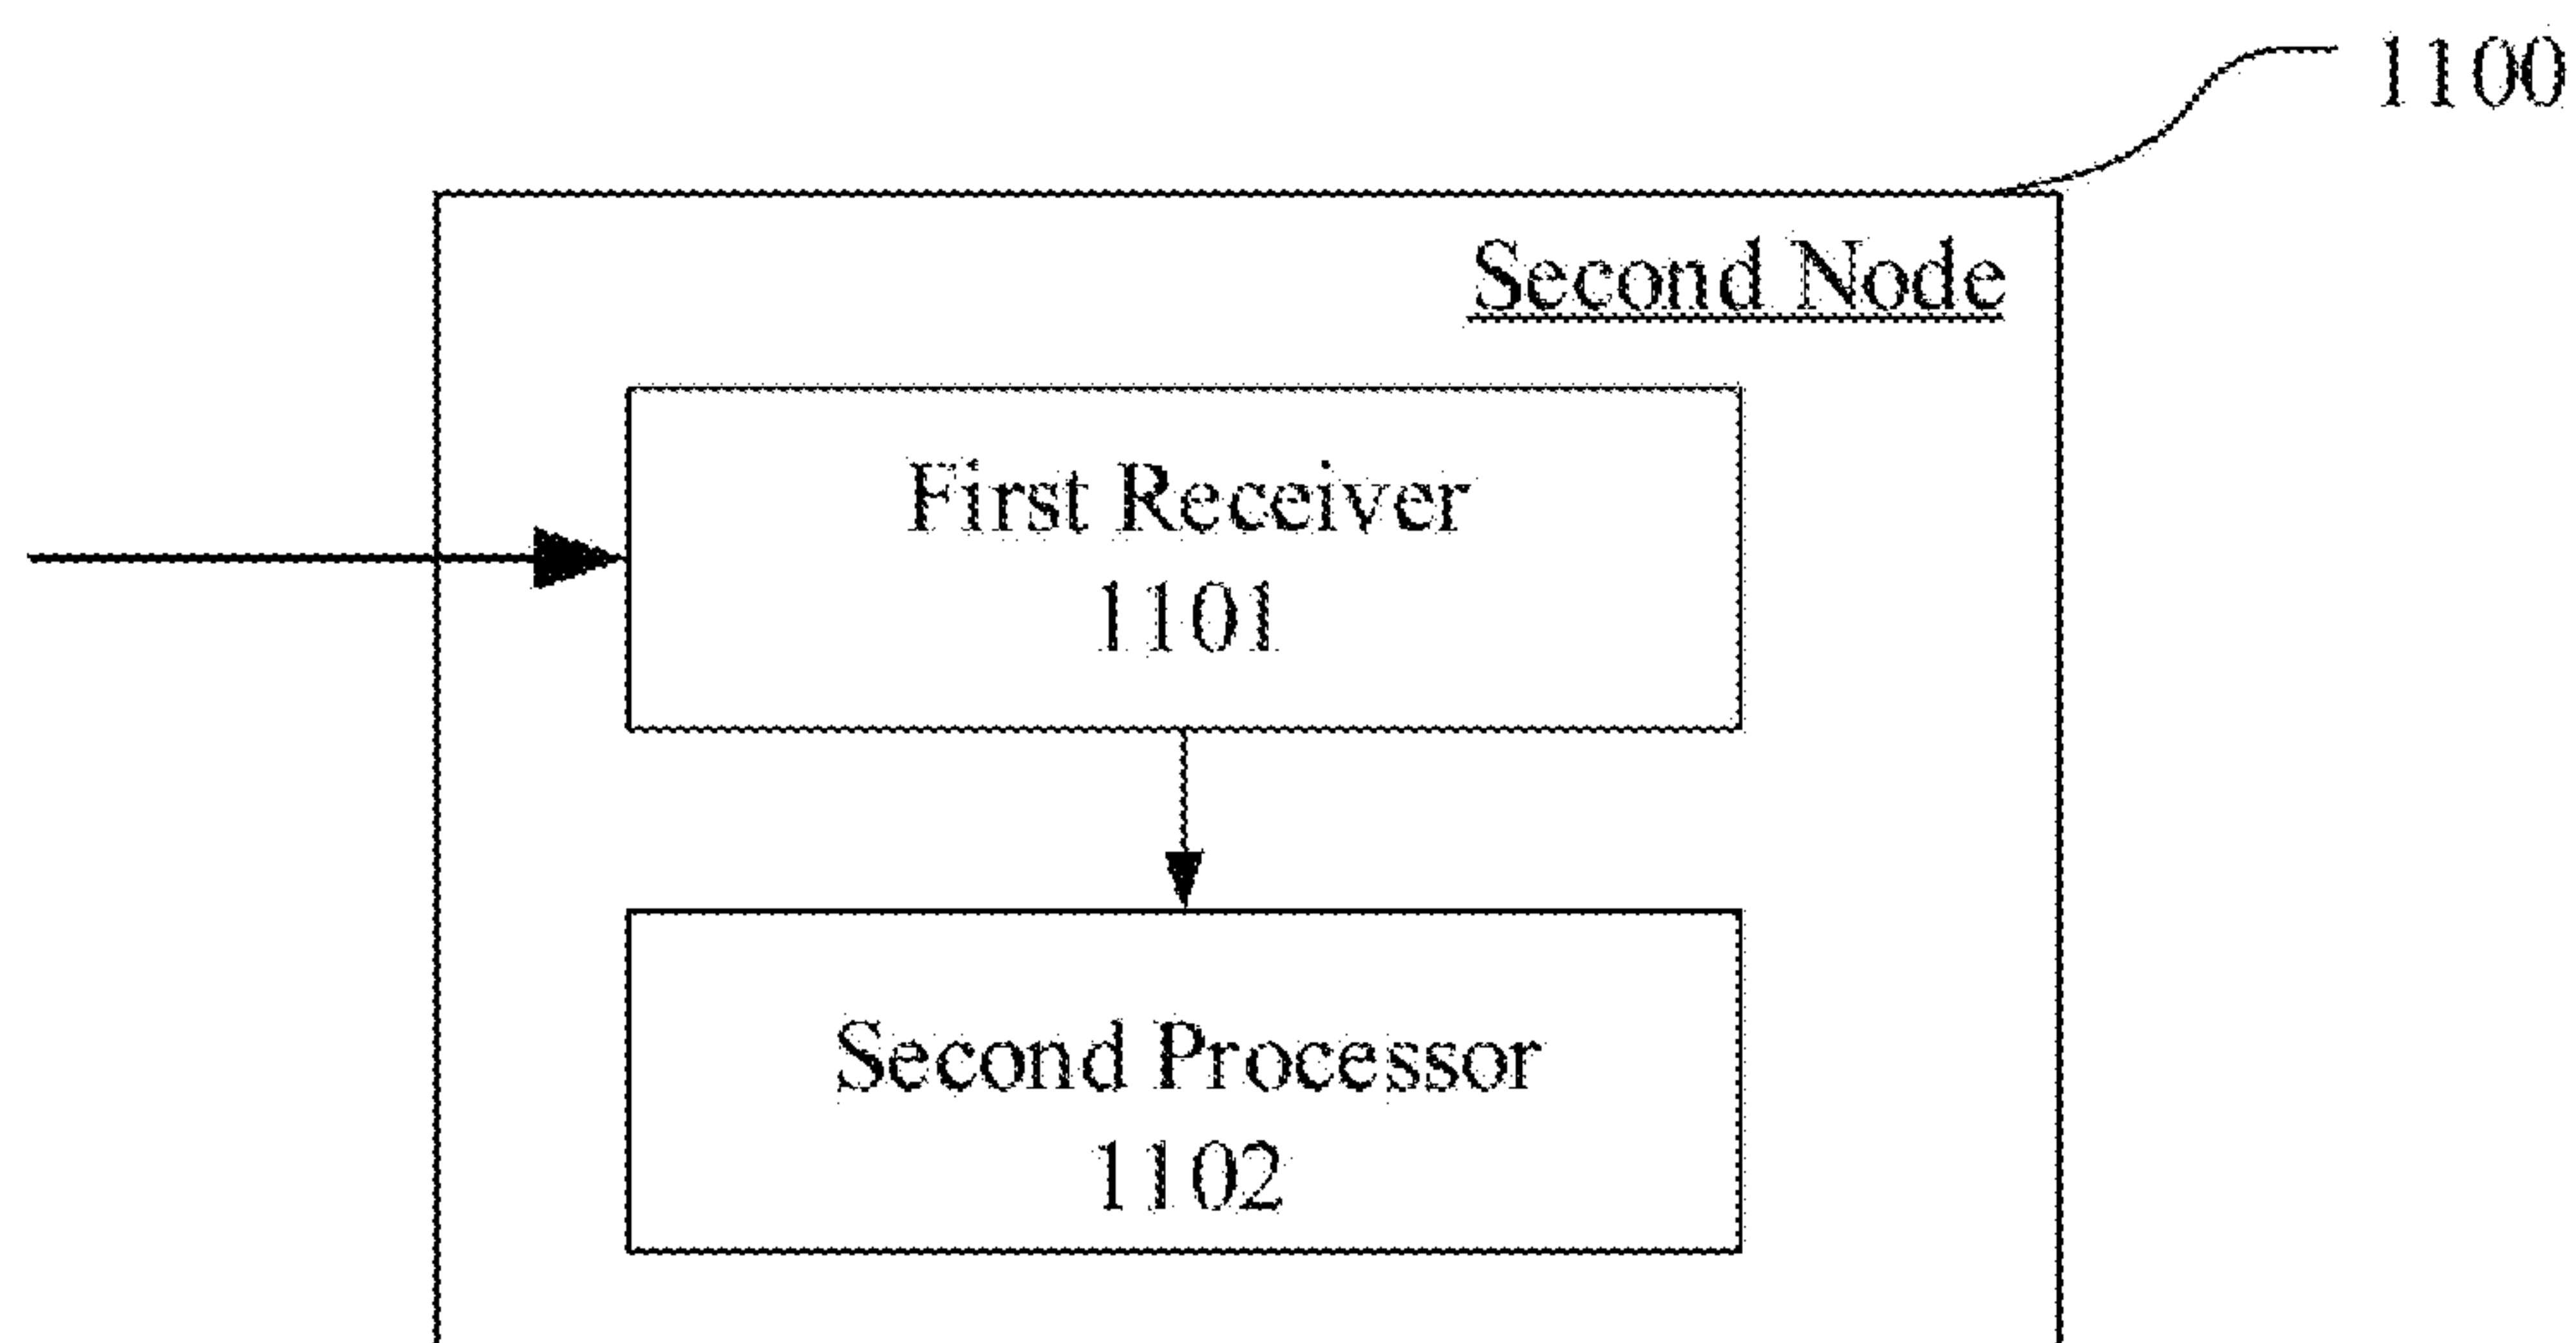 1100
Second Node
First Receiver
1101
Second Processor
1102